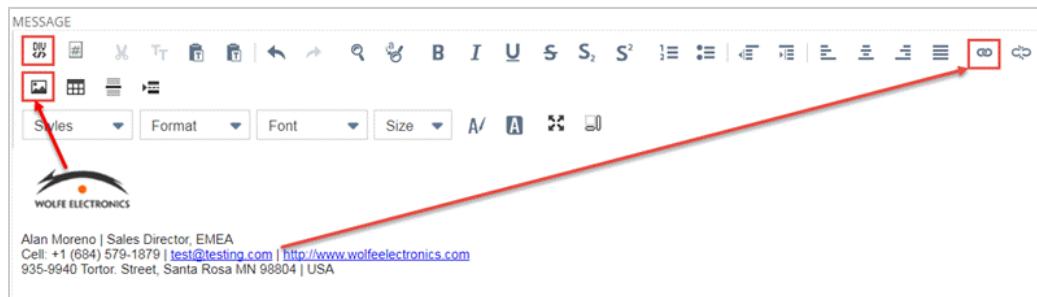 MESSAGE
DIV
Styles Format Font Size
WOLFE ELECTRONICS
Alan Moreno | Sales Director, EMEA
Cell: +1 (684) 579-1879 | test@testing.com | http://www.wolfeelectronics.com
935-9940 Tortor. Street, Santa Rosa MN 98804 | USA